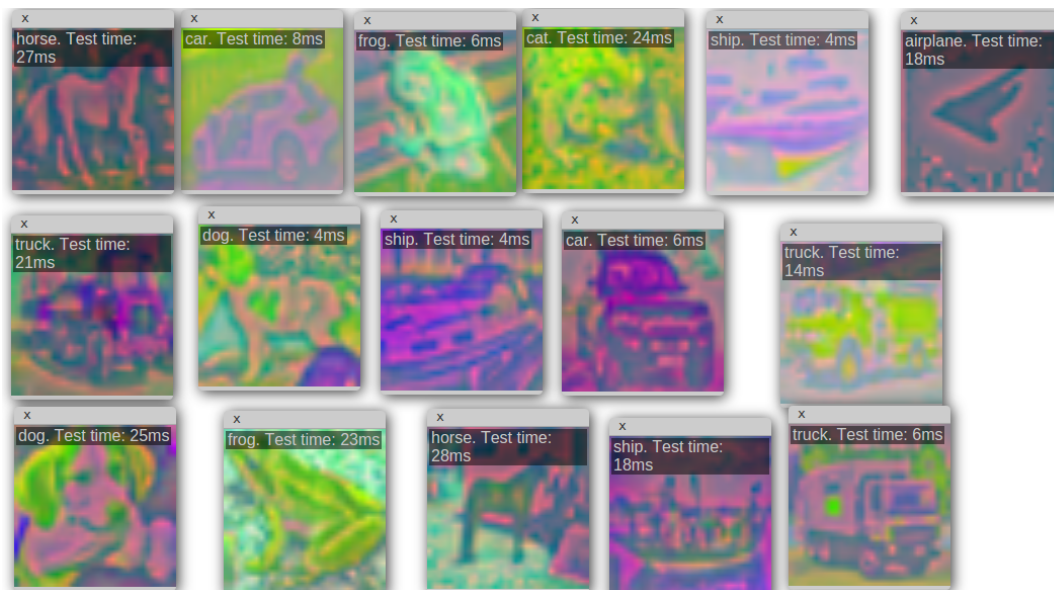 x
x
x
x
x
x
horse. Test time:
27ms
car. Test time: 8ms
frog. Test time: 6ms
cat. Test time: 24ms
ship. Test time: 4ms
airplane. Test time:
18ms
x
x
x
x
x
truck. Test time:
21ms
dog. Test time: 4ms
ship. Test time: 4ms
car. Test time: 6ms
truck. Test time:
14ms
x
x
x
x
x
dog. Test time: 25ms
frog. Test time: 23ms
horse. Test time:
28ms
ship. Test time:
18ms
truck. Test time: 6ms